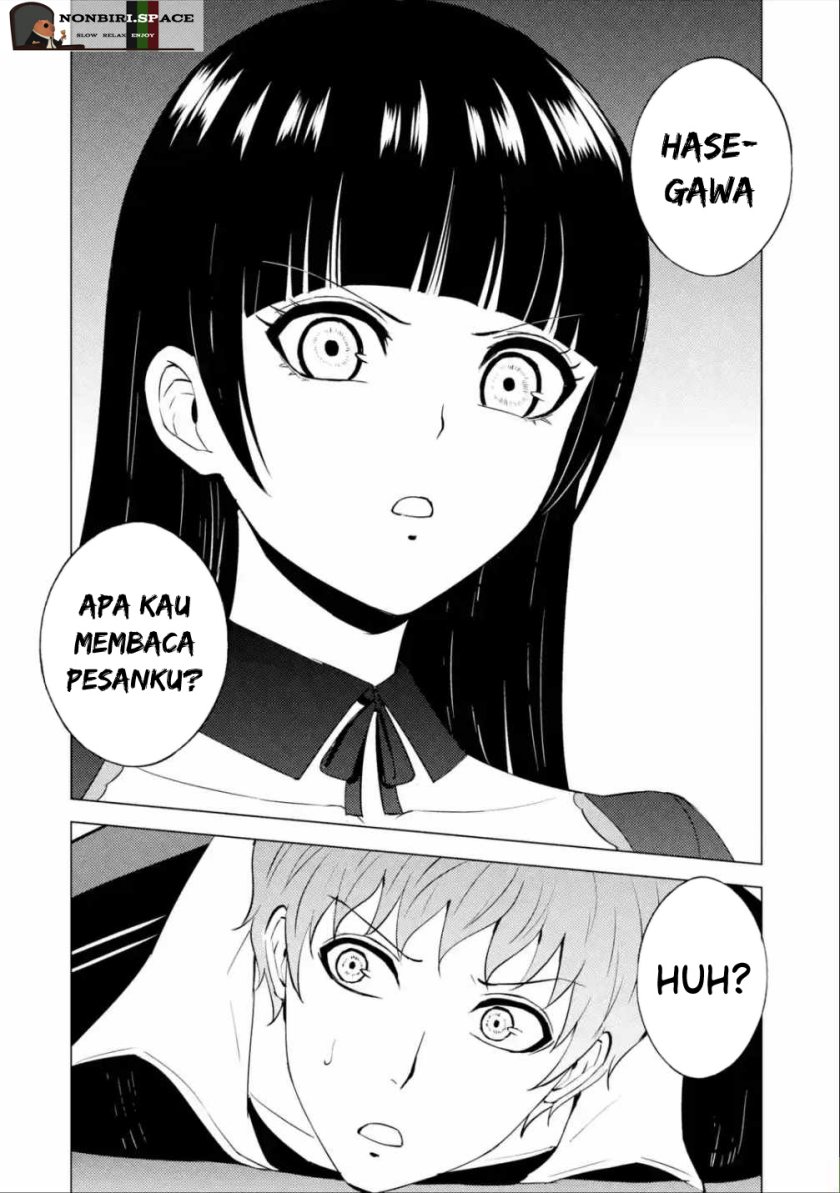 NONBIRI.SPACE
SLOW RELAX ENJOY
HASE-
GAWA
APA KAU
MEMBACA
PESANKU?
HUH?